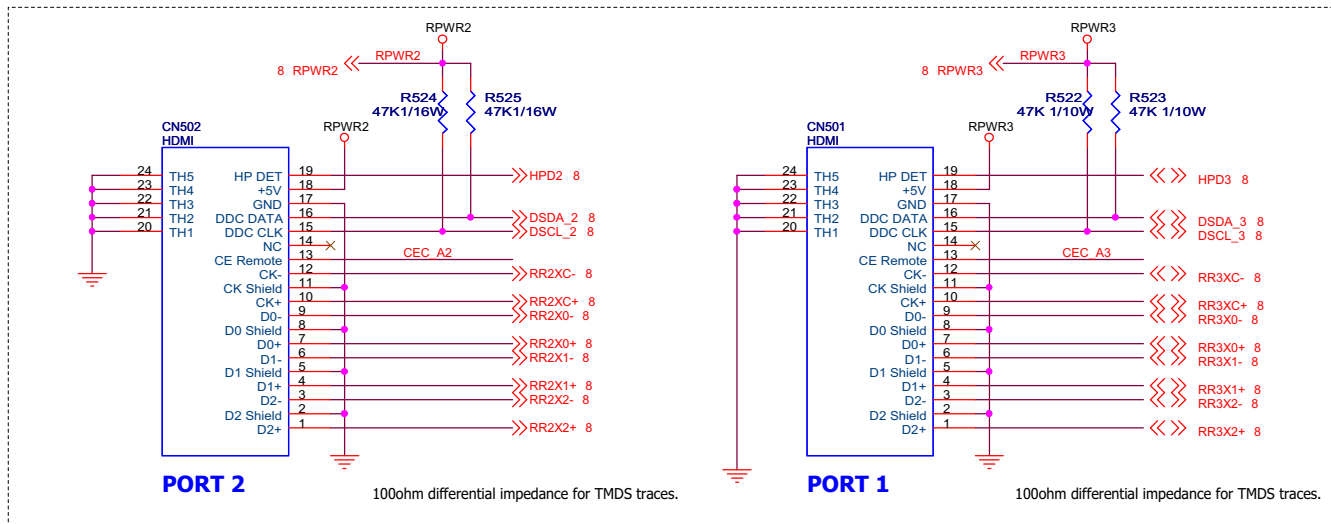 RPWR2
8 RPWR2 RPWR2
R524 R525
47K1/16W 47K1/16W
CN502
HDMI
RPWR2
24 TH5 HP DET 19 HPD2 8
23 TH4 +5V 18
22 TH3 GND 17
21 TH2 DDC DATA 16 DSDA_2 8
20 TH1 DDC CLK 15 DSCL_2 8
NC 14
CE Remote 13 CEC_A2
CK- 12 RR2XC- 8
CK Shield 11
CK+ 10 RR2XC+ 8
D0- 9 RR2X0- 8
D0 Shield 8
D0+ 7 RR2X0+ 8
D1- 6 RR2X1- 8
D1 Shield 5
D1+ 4 RR2X1+ 8
D2- 3 RR2X2- 8
D2 Shield 2
D2+ 1 RR2X2+ 8
PORT 2
100ohm differential impedance for TMDS traces.
RPWR3
8 RPWR3 RPWR3
R522 R523
47K 1/10W 47K 1/10W
CN501
HDMI
RPWR3
24 TH5 HP DET 19 HPD3 8
23 TH4 +5V 18
22 TH3 GND 17
21 TH2 DDC DATA 16 DSDA_3 8
20 TH1 DDC CLK 15 DSCL_3 8
NC 14
CE Remote 13 CEC_A3
CK- 12 RR3XC- 8
CK Shield 11
CK+ 10 RR3XC+ 8
D0- 9 RR3X0- 8
D0 Shield 8
D0+ 7 RR3X0+ 8
D1- 6 RR3X1- 8
D1 Shield 5
D1+ 4 RR3X1+ 8
D2- 3 RR3X2- 8
D2 Shield 2
D2+ 1 RR3X2+ 8
PORT 1
100ohm differential impedance for TMDS traces.